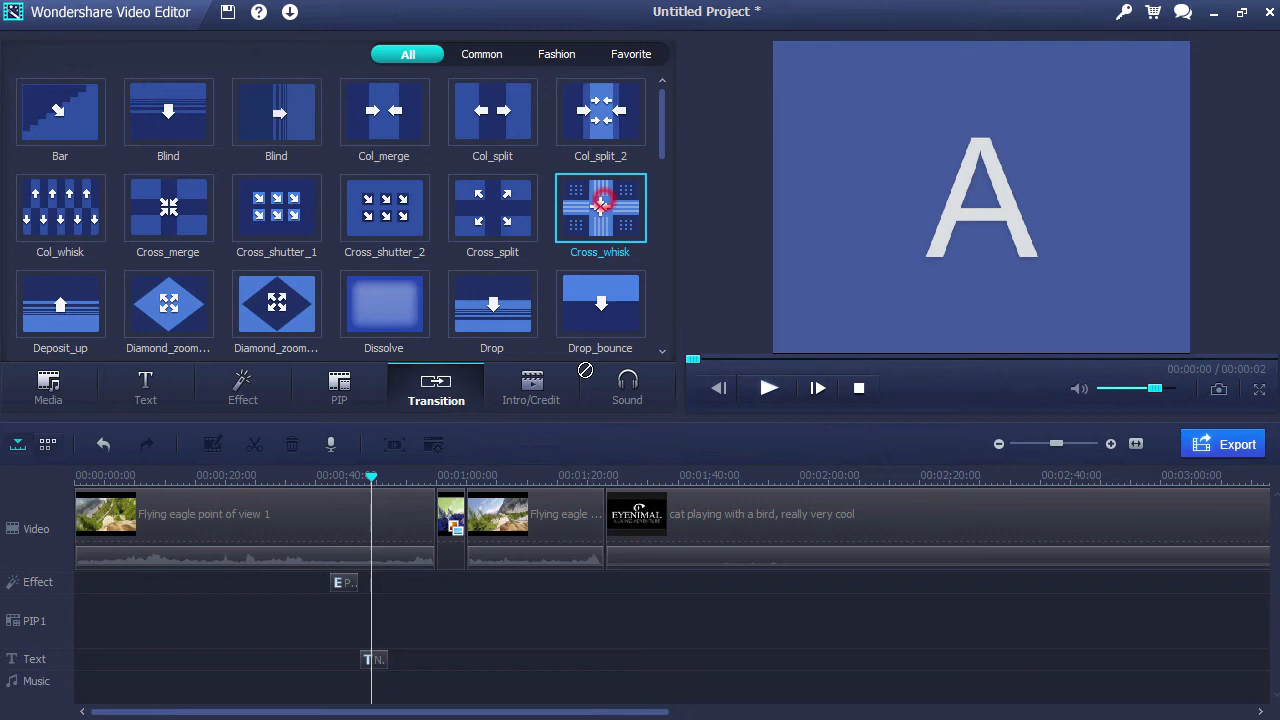 Wondershare Video Editor
Untitled Project *
All Common Fashion Favorite
Bar Blind Blind Col_merge Col_split Col_split_2
Col_whisk Cross_merge Cross_shutter_1 Cross_shutter_2 Cross_split Cross_whisk
Deposit_up Diamond_zoom... Diamond_zoom... Dissolve Drop Drop_bounce
A
00:00:00 / 00:00:02
Media Text Effect PIP Transition Intro/Credit Sound
Export
00:00:00:00 00:00:20:00 00:00:40: 00:01:00:00 00:01:20:00 00:01:40:00 00:02:00:00 00:02:20:00 00:02:40:00 00:03:00:00
Video
Flying eagle point of view 1
Flying eagle ...
EYENIMAL
cat playing with a bird, really very cool
Effect
E P..
PIP1
Text
T N.
Music